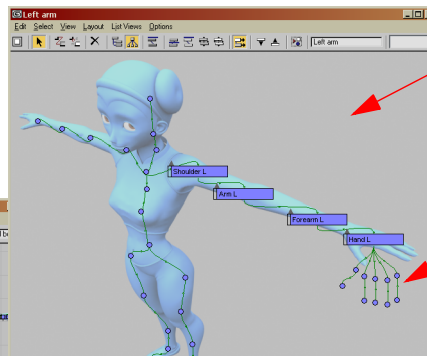 Left arm
Edit Select View Layout List Views Options
Left arm
Shoulder L
Arm L
Forearm L
Hand L